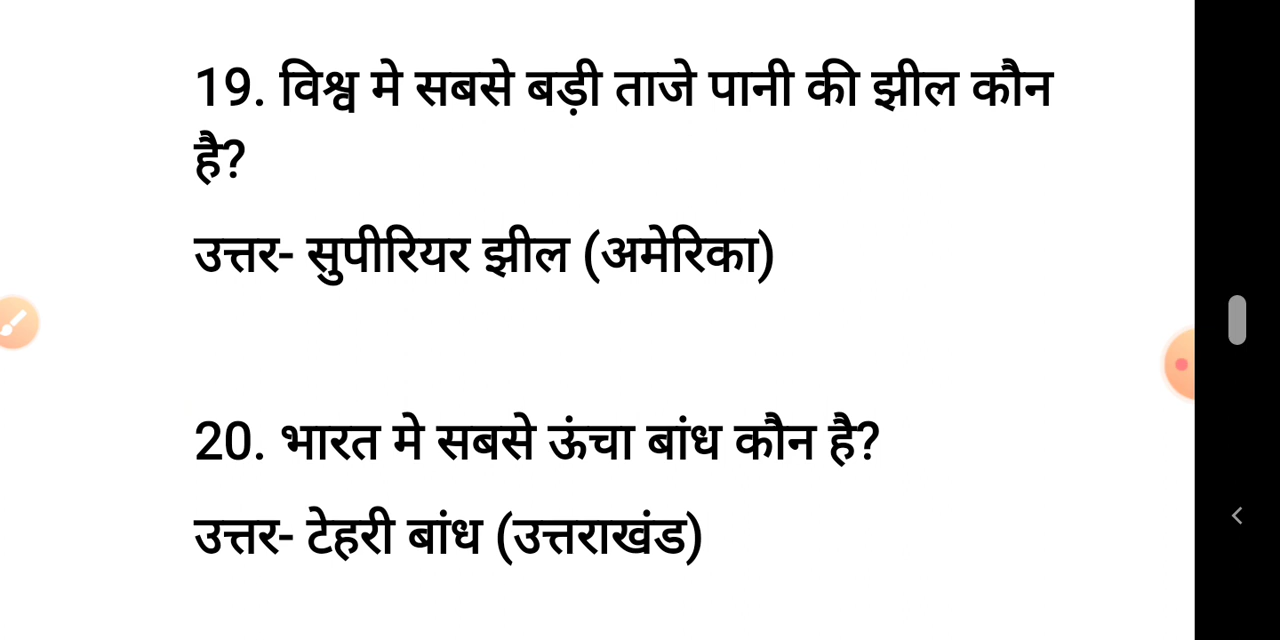 19. विश्व मे सबसे बड़ी ताजे पानी की झील कौन
है?
उत्तर- सुपीरियर झील (अमेरिका)
20. भारत मे सबसे ऊंचा बांध कौन है?
उत्तर- टेहरी बांध (उत्तराखंड)